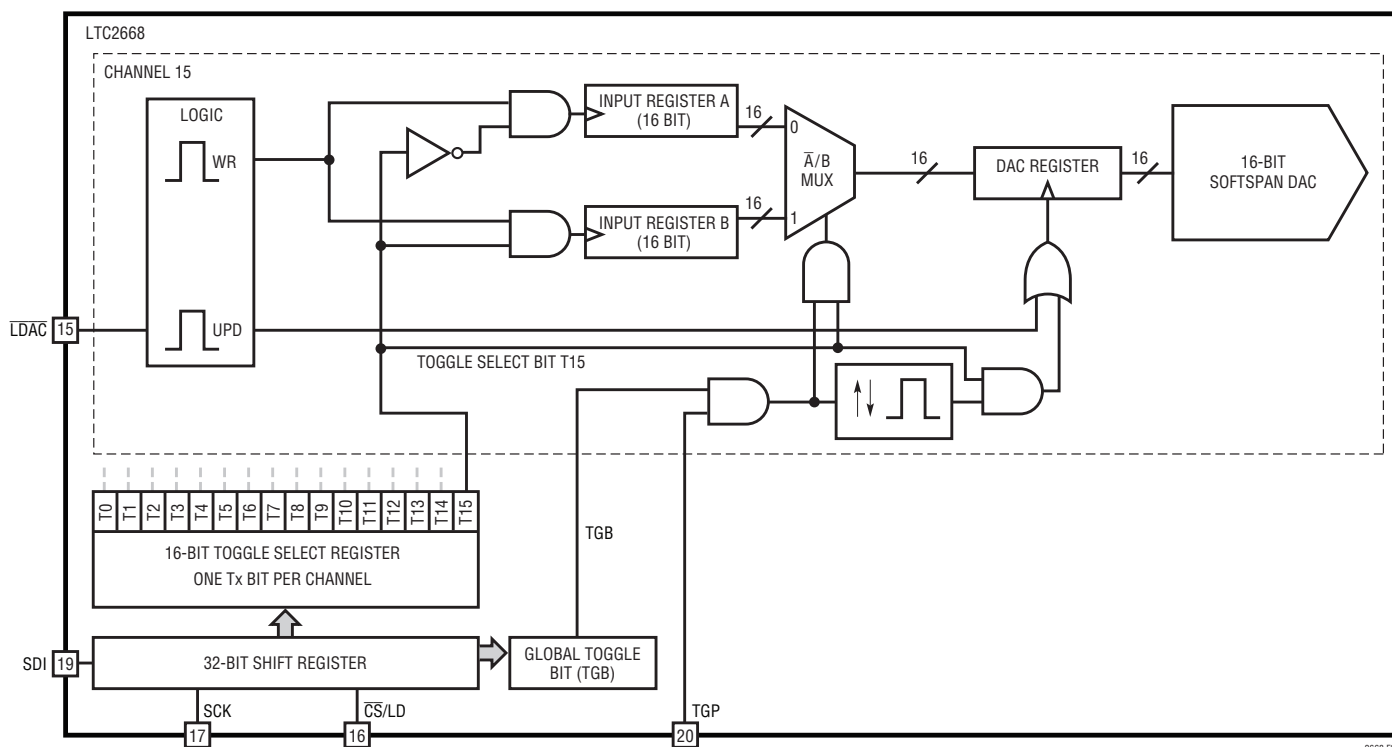 LTC2668
CHANNEL 15
LOGIC
WR
UPD
INPUT REGISTER A
(16 BIT)
16
0
A̅/B
MUX
INPUT REGISTER B
(16 BIT)
16
1
16
DAC REGISTER
16
16-BIT
SOFTSPAN DAC
L̅D̅A̅C̅
15
TOGGLE SELECT BIT T15
T0
T1
T2
T3
T4
T5
T6
T7
T8
T9
T10
T11
T12
T13
T14
T15
16-BIT TOGGLE SELECT REGISTER
ONE Tx BIT PER CHANNEL
TGB
SDI
19
32-BIT SHIFT REGISTER
GLOBAL TOGGLE
BIT (TGB)
SCK
C̅S̅/LD
TGP
17
16
20